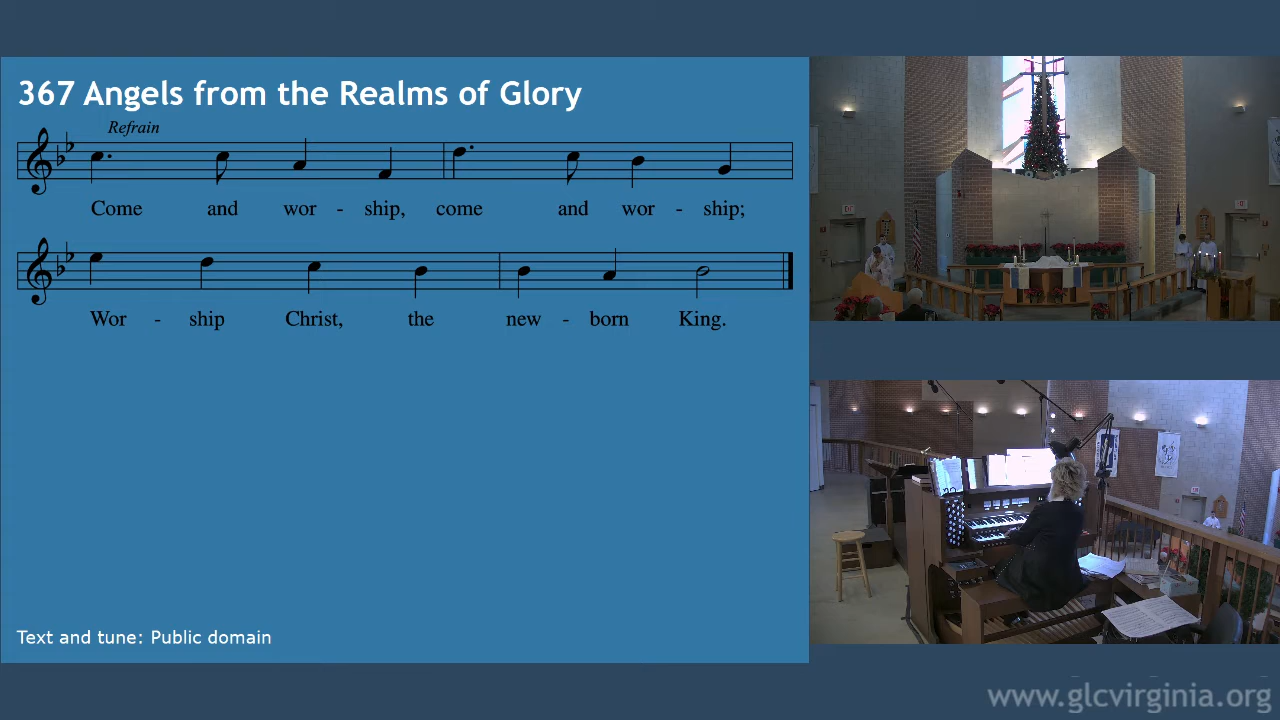 367 Angels from the Realms of Glory
Refrain
Come and wor - ship, come and wor - ship;
Wor - ship Christ, the new - born King.
Text and tune: Public domain
www.glcvirginia.org